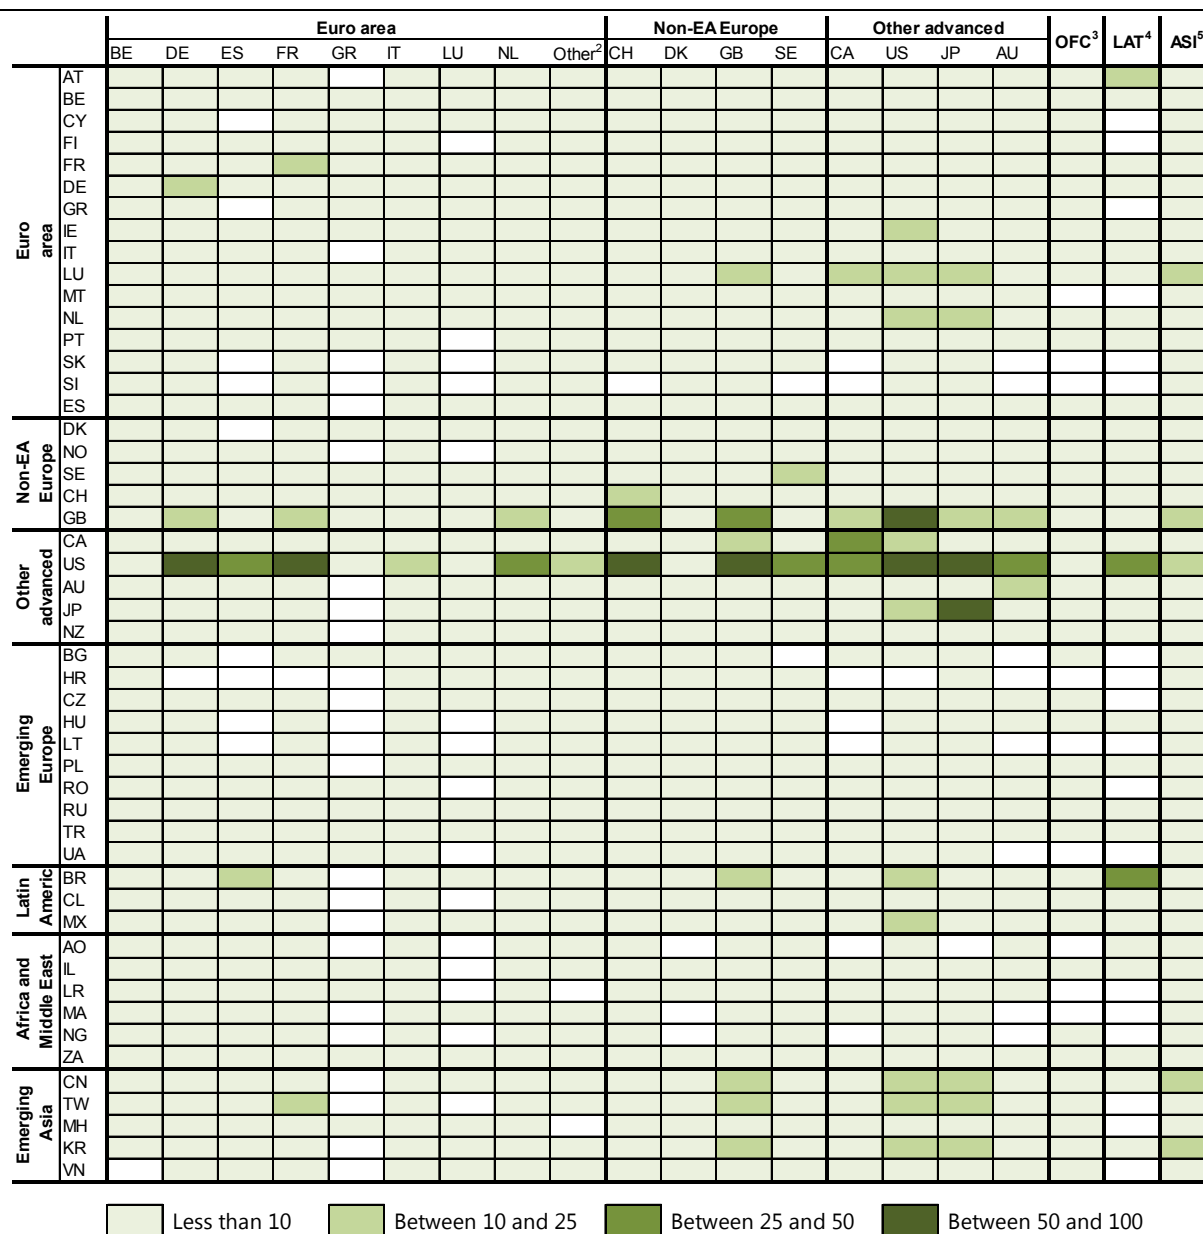 Euro area Non-EA Europe Other advanced OFC3 LAT4 ASI5
BE DE ES FR GR IT LU NL Other2 CH DK GB SE CA US JP AU
Euro area
AT
BE
CY
FI
FR
DE
GR
IE
IT
LU
MT
NL
PT
SK
SI
ES
Non-EA Europe
DK
NO
SE
CH
GB
Other advanced
CA
US
AU
JP
NZ
Emerging Europe
BG
HR
CZ
HU
LT
PL
RO
RU
TR
UA
Latin Americ
BR
CL
MX
Africa and Middle East
AO
IL
LR
MA
NG
ZA
Emerging Asia
CN
TW
MH
KR
VN
Less than 10 Between 10 and 25 Between 25 and 50 Between 50 and 100